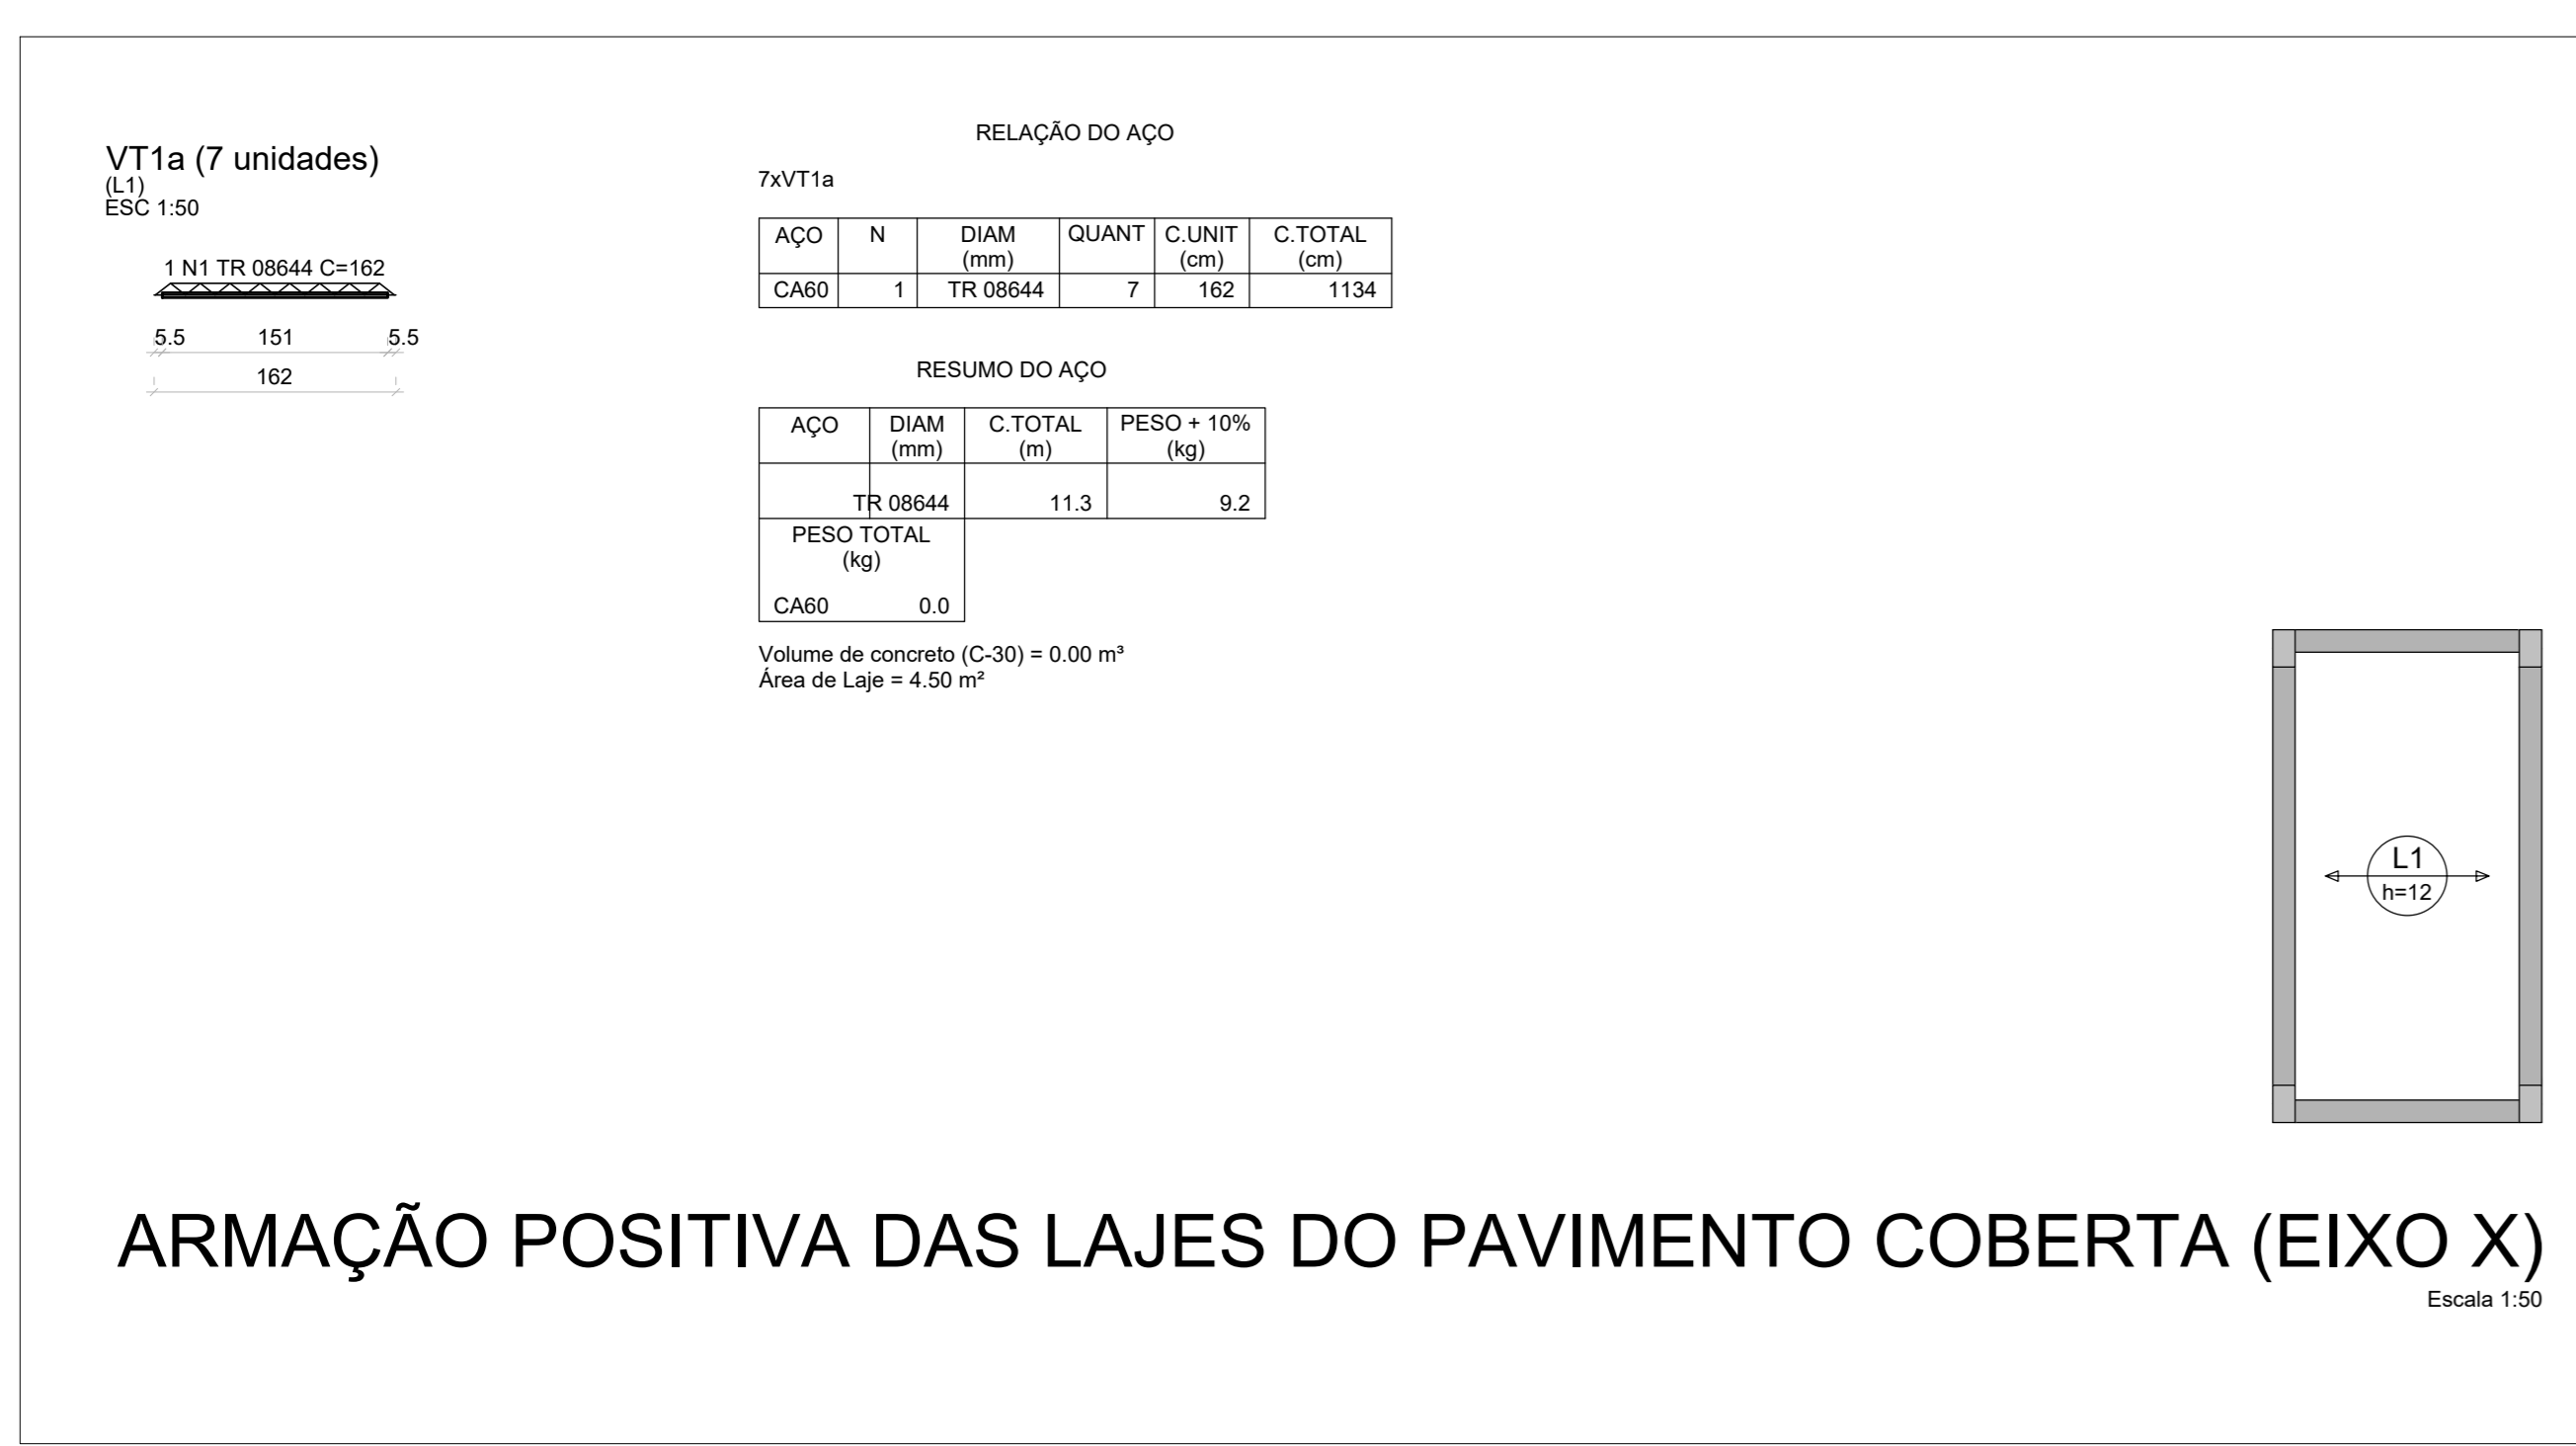 VT1a (7 unidades)
(L1)
ESC 1:50
1 N1 TR 08644 C=162
5.5 151 5.5
162
RELAÇÃO DO AÇO
7xVT1a
AÇO N DIAM (mm) QUANT C.UNIT (cm) C.TOTAL (cm)
CA60 1 TR 08644 7 162 1134
RESUMO DO AÇO
AÇO DIAM (mm) C.TOTAL (m) PESO + 10% (kg)
TR 08644 11.3 9.2
PESO TOTAL
(kg)
CA60 0.0
Volume de concreto (C-30) = 0.00 m³
Área de Laje = 4.50 m²
L1
h=12
ARMAÇÃO POSITIVA DAS LAJES DO PAVIMENTO COBERTA (EIXO X)
Escala 1:50